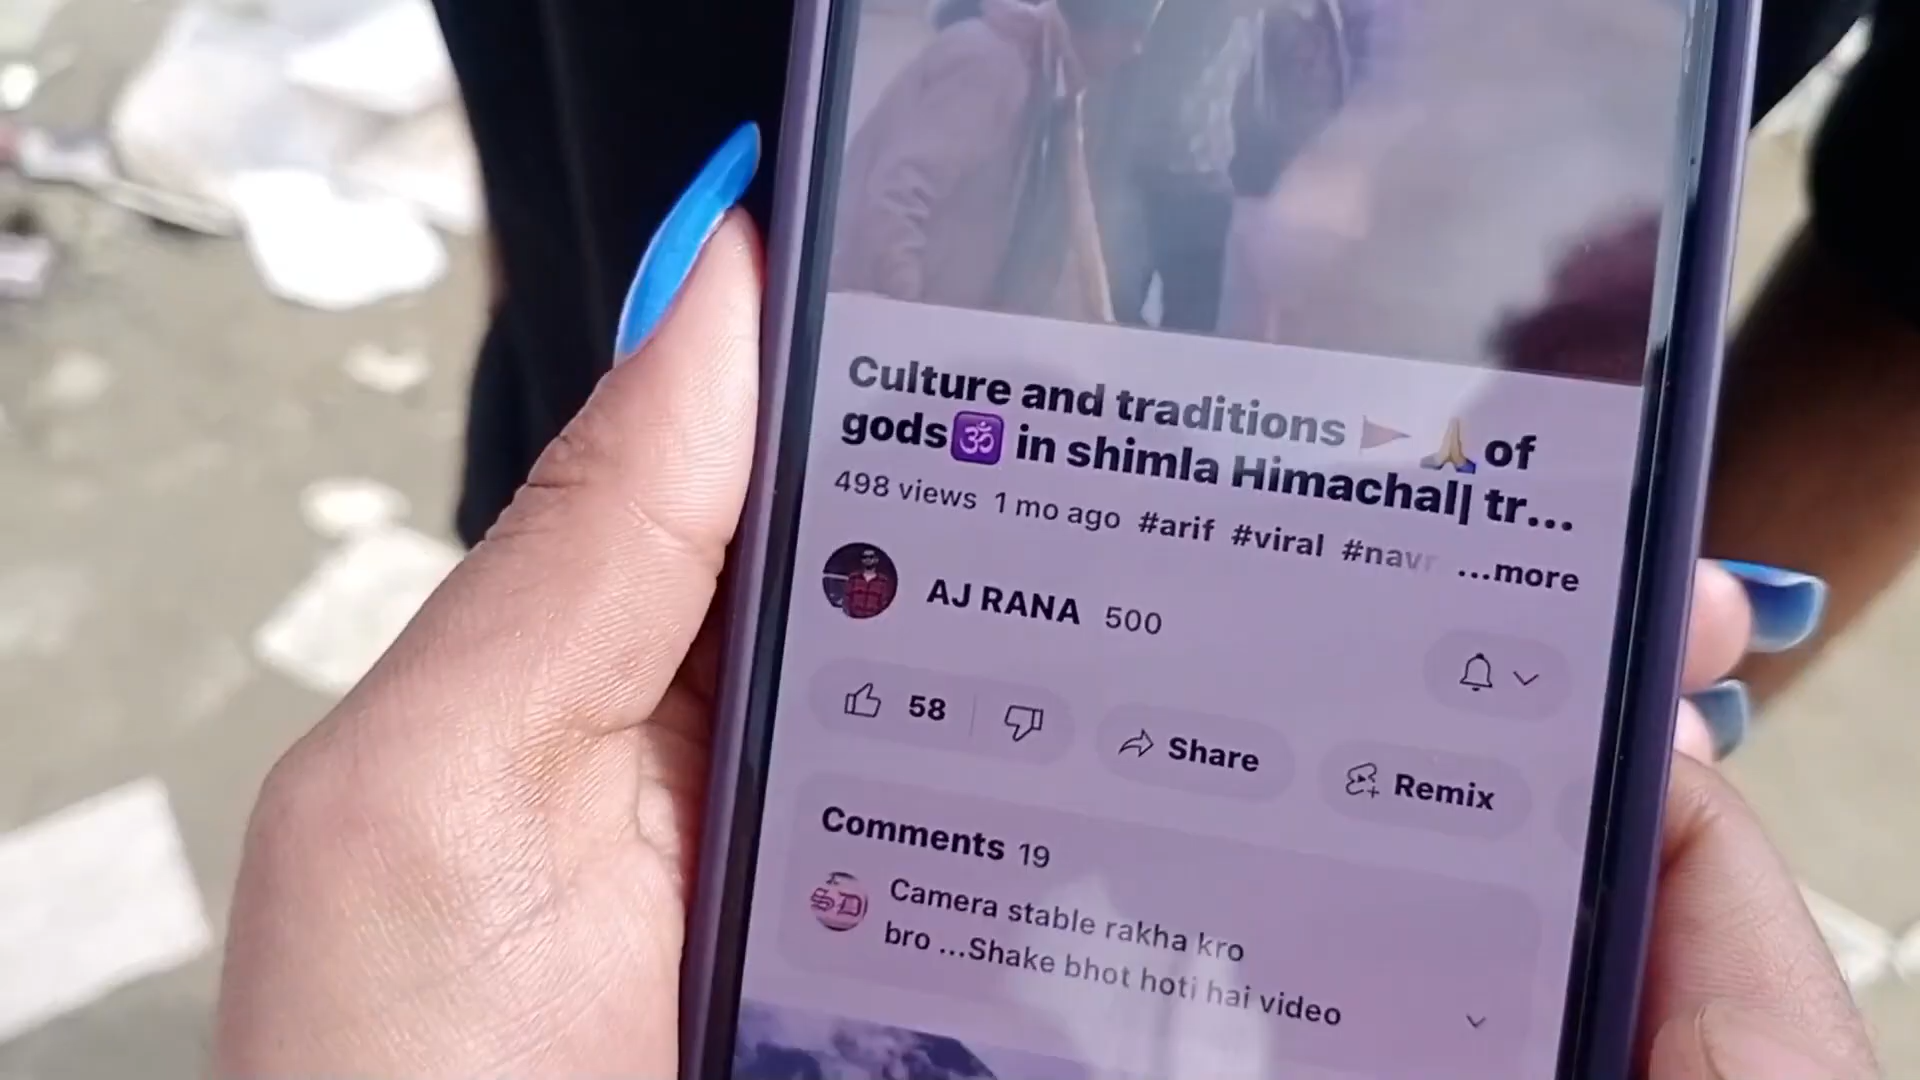 Culture and traditions 🚩 🙏 of
gods🕉 in shimla Himachal| tr...
498 views 1 mo ago #arif #viral #navr ...more
AJ RANA 500
58 Share Remix
Comments 19
SD
Camera stable rakha kro
bro ...Shake bhot hoti hai video